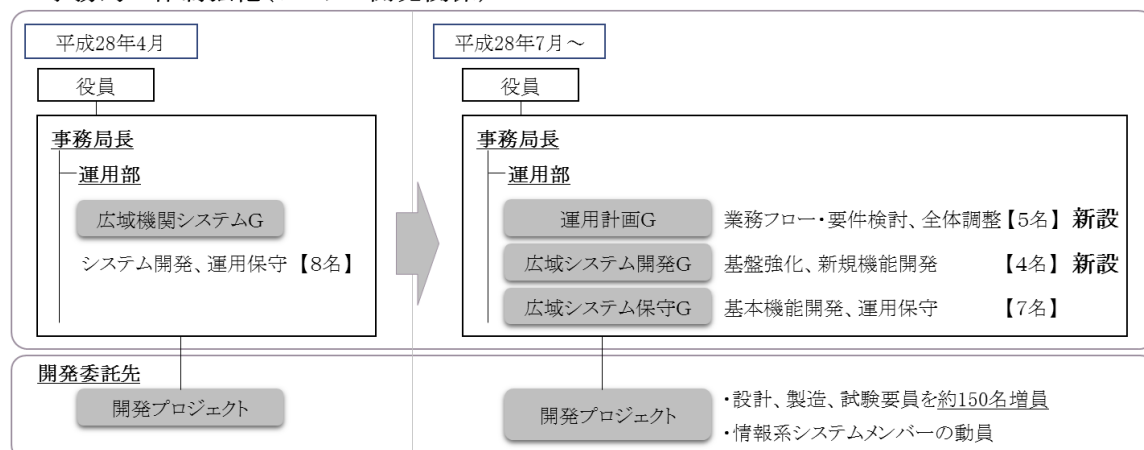 平成28年4月
役員
事務局長
運用部
広域機関システムG
システム開発、運用保守【8名】
平成28年7月～
役員
事務局長
運用部
運用計画G 業務フロー・要件検討、全体調整【5名】 新設
広域システム開発G 基盤強化、新規機能開発 【4名】 新設
広域システム保守G 基本機能開発、運用保守 【7名】
開発委託先
開発プロジェクト
開発プロジェクト
・設計、製造、試験要員を約150名増員
・情報系システムメンバーの動員